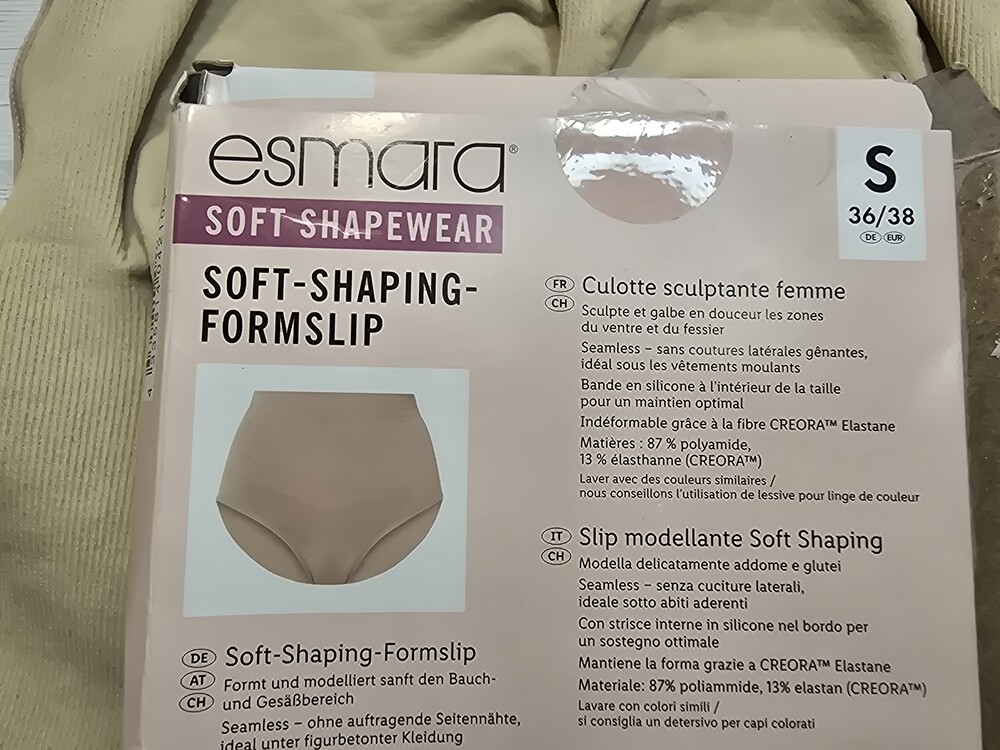 esmara®
SOFT SHAPEWEAR
SOFT-SHAPING-
FORMSLIP
S
36/38
DE EUR
FR CH Culotte sculptante femme
Sculpte et galbe en douceur les zones
du ventre et du fessier
Seamless – sans coutures latérales gênantes,
idéal sous les vêtements moulants
Bande en silicone à l'intérieur de la taille
pour un maintien optimal
Indéformable grâce à la fibre CREORA™ Elastane
Matières : 87 % polyamide,
13 % élasthanne (CREORA™)
Laver avec des couleurs similaires /
nous conseillons l'utilisation de lessive pour linge de couleur
IT CH Slip modellante Soft Shaping
Modella delicatamente addome e glutei
Seamless – senza cuciture laterali,
ideale sotto abiti aderenti
Con strisce interne in silicone nel bordo per
un sostegno ottimale
Mantiene la forma grazie a CREORA™ Elastane
Materiale: 87% poliammide, 13% elastan (CREORA™)
Lavare con colori simili /
si consiglia un detersivo per capi colorati
DE AT CH Soft-Shaping-Formslip
Formt und modelliert sanft den Bauch-
und Gesäßbereich
Seamless – ohne auftragende Seitennähte,
ideal unter figurbetonter Kleidung